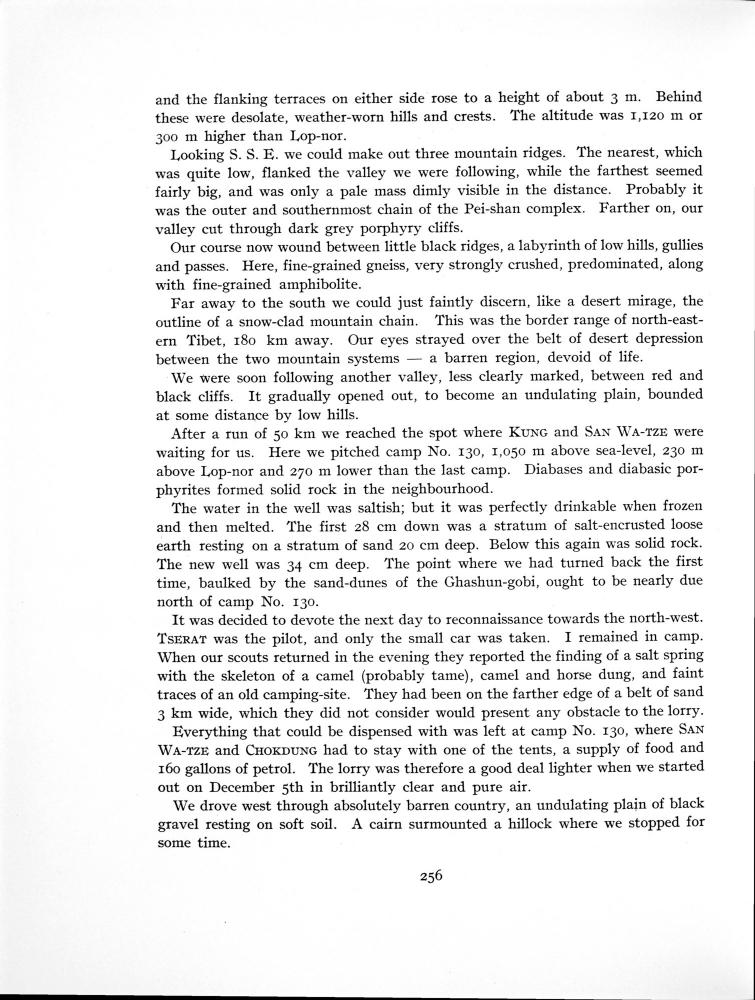 and the flanking terraces on either side rose to a height of about 3 m. Behind
these were desolate, weather-worn hills and crests. The altitude was 1,120 m or
300 m higher than Lop-nor.
Looking S. S. E. we could make out three mountain ridges. The nearest, which
was quite low, flanked the valley we were following, while the farthest seemed
fairly big, and was only a pale mass dimly visible in the distance. Probably it
was the outer and southernmost chain of the Pei-shan complex. Farther on, our
valley cut through dark grey porphyry cliffs.
Our course now wound between little black ridges, a labyrinth of low hills, gullies
and passes. Here, fine-grained gneiss, very strongly crushed, predominated, along
with fine-grained amphibolite.
Far away to the south we could just faintly discern, like a desert mirage, the
outline of a snow-clad mountain chain. This was the border range of north-east-
ern Tibet, 180 km away. Our eyes strayed over the belt of desert depression
between the two mountain systems — a barren region, devoid of life.
We were soon following another valley, less clearly marked, between red and
black cliffs. It gradually opened out, to become an undulating plain, bounded
at some distance by low hills.
After a run of 50 km we reached the spot where KUNG and SAN WA-TZE were
waiting for us. Here we pitched camp No. 130, 1,050 m above sea-level, 230 m
above Lop-nor and 270 m lower than the last camp. Diabases and diabasic por-
phyrites formed solid rock in the neighbourhood.
The water in the well was saltish; but it was perfectly drinkable when frozen
and then melted. The first 28 cm down was a stratum of salt-encrusted loose
earth resting on a stratum of sand 20 cm deep. Below this again was solid rock.
The new well was 34 cm deep. The point where we had turned back the first
time, baulked by the sand-dunes of the Ghashun-gobi, ought to be nearly due
north of camp No. 130.
It was decided to devote the next day to reconnaissance towards the north-west.
TSERAT was the pilot, and only the small car was taken. I remained in camp.
When our scouts returned in the evening they reported the finding of a salt spring
with the skeleton of a camel (probably tame), camel and horse dung, and faint
traces of an old camping-site. They had been on the farther edge of a belt of sand
3 km wide, which they did not consider would present any obstacle to the lorry.
Everything that could be dispensed with was left at camp No. 130, where SAN
WA-TZE and CHOKDUNG had to stay with one of the tents, a supply of food and
160 gallons of petrol. The lorry was therefore a good deal lighter when we started
out on December 5th in brilliantly clear and pure air.
We drove west through absolutely barren country, an undulating plain of black
gravel resting on soft soil. A cairn surmounted a hillock where we stopped for
some time.
256